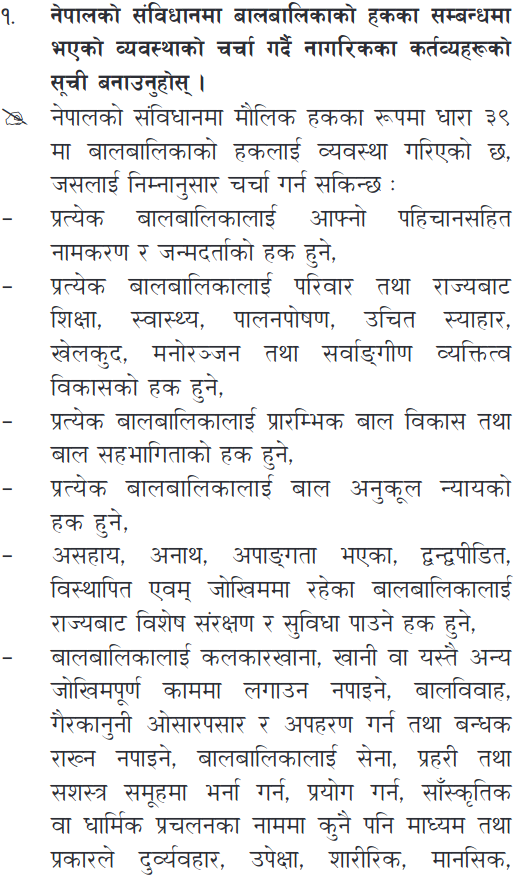 १. नेपालको संविधानमा बालबालिकाको हकका सम्बन्धमा
भएको व्यवस्थाको चर्चा गर्दै नागरिकका कर्तव्यहरूको
सूची बनाउनुहोस् ।
नेपालको संविधानमा मौलिक हकका रूपमा धारा ३९
मा बालबालिकाको हकलाई व्यवस्था गरिएको छ,
जसलाई निम्नानुसार चर्चा गर्न सकिन्छ :
– प्रत्येक बालबालिकालाई आफ्नो पहिचानसहित
नामकरण र जन्मदर्ताको हक हुने,
– प्रत्येक बालबालिकालाई परिवार तथा राज्यबाट
शिक्षा, स्वास्थ्य, पालनपोषण, उचित स्याहार,
खेलकुद, मनोरञ्जन तथा सर्वाङ्गीण व्यक्तित्व
विकासको हक हुने,
– प्रत्येक बालबालिकालाई प्रारम्भिक बाल विकास तथा
बाल सहभागिताको हक हुने,
– प्रत्येक बालबालिकालाई बाल अनुकूल न्यायको
हक हुने,
– असहाय, अनाथ, अपाङ्गता भएका, द्वन्द्वपीडित,
विस्थापित एवम् जोखिममा रहेका बालबालिकालाई
राज्यबाट विशेष संरक्षण र सुविधा पाउने हक हुने,
– बालबालिकालाई कलकारखाना, खानी वा यस्तै अन्य
जोखिमपूर्ण काममा लगाउन नपाइने, बालविवाह,
गैरकानुनी ओसारपसार र अपहरण गर्न तथा बन्धक
राख्न नपाइने, बालबालिकालाई सेना, प्रहरी तथा
सशस्त्र समूहमा भर्ना गर्न, प्रयोग गर्न, साँस्कृतिक
वा धार्मिक प्रचलनका नाममा कुनै पनि माध्यम तथा
प्रकारले दुर्व्यवहार, उपेक्षा, शारीरिक, मानसिक,